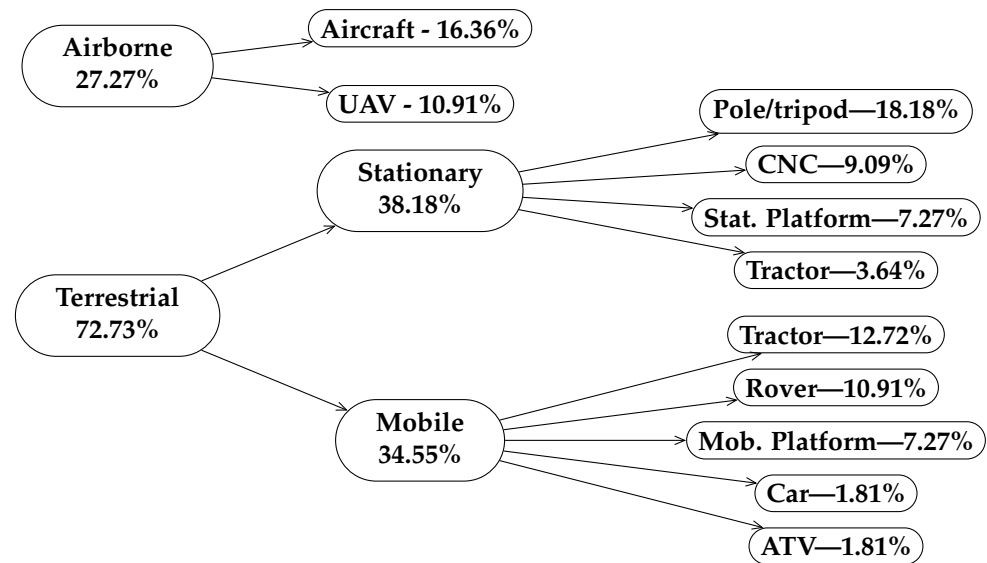 Airborne
27.27%
Aircraft - 16.36%
UAV - 10.91%
Terrestrial
72.73%
Stationary
38.18%
Pole/tripod—18.18%
CNC—9.09%
Stat. Platform—7.27%
Tractor—3.64%
Mobile
34.55%
Tractor—12.72%
Rover—10.91%
Mob. Platform—7.27%
Car—1.81%
ATV—1.81%